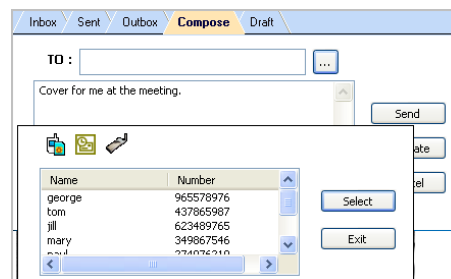 Inbox Sent Outbox Compose Draft
TO :
...
Cover for me at the meeting.
Send
Name Number
george 965578976
tom 437865987
jill 623489765
mary 349867546
Select
Exit